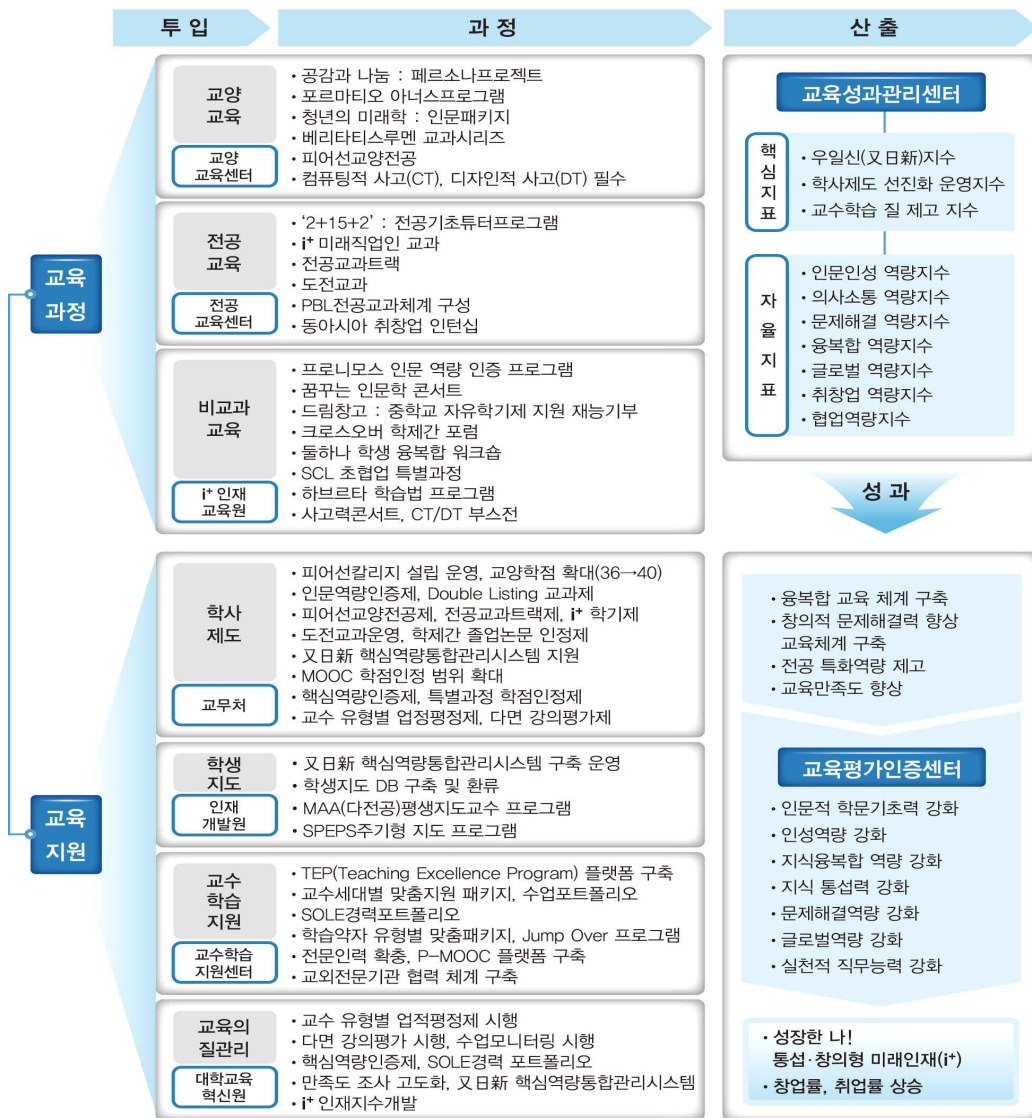 투 입
과 정
산 출
교육
과정
교양
교육
교양
교육센터
• 공감과 나눔 : 페르소나프로젝트
• 포르마티오 아너스프로그램
• 청년의 미래학 : 인문패키지
• 베리타티스루멘 교과시리즈
• 피어선교양전공
• 컴퓨팅적 사고(CT), 디자인적 사고(DT) 필수
전공
교육
전공
교육센터
• ‘2+15+2’ : 전공기초튜터프로그램
• i⁺ 미래직업인 교과
• 전공교과트랙
• 도전교과
• PBL전공교과체계 구성
• 동아시아 취창업 인턴십
비교과
교육
i⁺ 인재
교육원
• 프로니모스 인문 역량 인증 프로그램
• 꿈꾸는 인문학 콘서트
• 드림창고 : 중학교 자유학기제 지원 재능기부
• 크로스오버 학제간 포럼
• 둘하나 학생 융복합 워크숍
• SCL 초협업 특별과정
• 하브르타 학습법 프로그램
• 사고력콘서트, CT/DT 부스전
교육
지원
학사
제도
교무처
• 피어선칼리지 설립 운영, 교양학점 확대(36→40)
• 인문역량인증제, Double Listing 교과제
• 피어선교양전공제, 전공교과트랙제, i⁺ 학기제
• 도전교과운영, 학제간 졸업논문 인정제
• 又日新 핵심역량통합관리시스템 지원
• MOOC 학점인정 범위 확대
• 핵심역량인증제, 특별과정 학점인정제
• 교수 유형별 업정평정제, 다면 강의평가제
학생
지도
인재
개발원
• 又日新 핵심역량통합관리시스템 구축 운영
• 학생지도 DB 구축 및 환류
• MAA(다전공)평생지도교수 프로그램
• SPEPS주기형 지도 프로그램
교수
학습
지원
교수학습
지원센터
• TEP(Teaching Excellence Program) 플랫폼 구축
• 교수세대별 맞춤지원 패키지, 수업포트폴리오
• SOLE경력포트폴리오
• 학습약자 유형별 맞춤패키지, Jump Over 프로그램
• 전문인력 확충, P-MOOC 플랫폼 구축
• 교외전문기관 협력 체계 구축
교육의
질관리
대학교육
혁신원
• 교수 유형별 업적평정제 시행
• 다면 강의평가 시행, 수업모니터링 시행
• 핵심역량인증제, SOLE경력 포트폴리오
• 만족도 조사 고도화, 又日新 핵심역량통합관리시스템
• i⁺ 인재지수개발
교육성과관리센터
핵심지표
• 우일신(又日新)지수
• 학사제도 선진화 운영지수
• 교수학습 질 제고 지수
자율지표
• 인문인성 역량지수
• 의사소통 역량지수
• 문제해결 역량지수
• 융복합 역량지수
• 글로벌 역량지수
• 취창업 역량지수
• 협업역량지수
성 과
• 융복합 교육 체계 구축
• 창의적 문제해결력 향상
교육체계 구축
• 전공 특화역량 제고
• 교육만족도 향상
교육평가인증센터
• 인문적 학문기초력 강화
• 인성역량 강화
• 지식융복합 역량 강화
• 지식 통섭력 강화
• 문제해결역량 강화
• 글로벌역량 강화
• 실천적 직무능력 강화
• 성장한 나!
통섭·창의형 미래인재(i⁺)
• 창업률, 취업률 상승